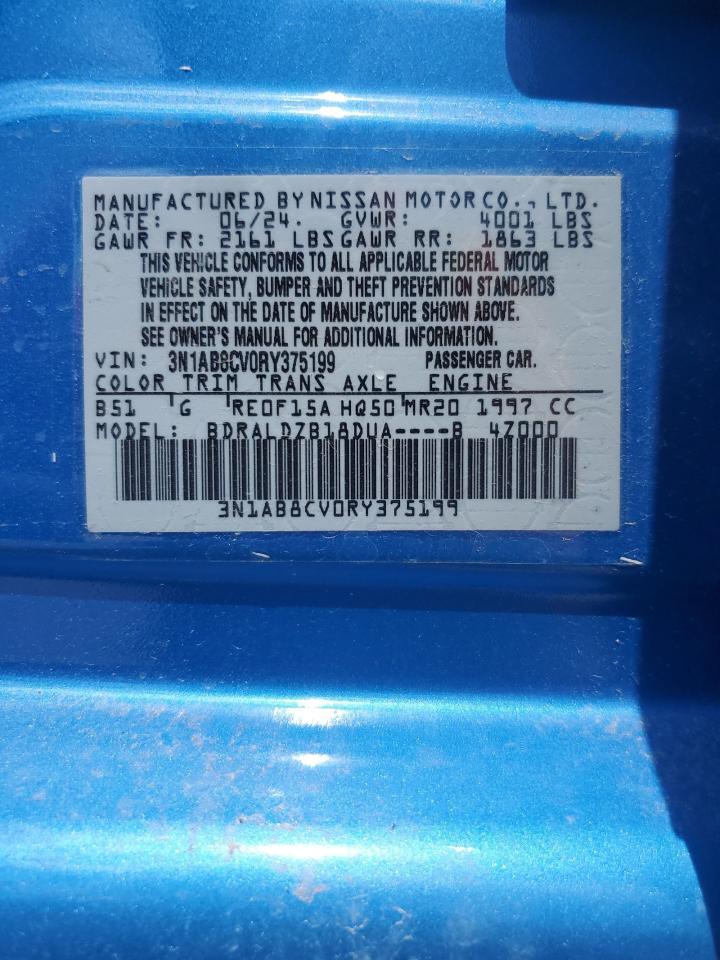 MANUFACTURED BY NISSAN MOTOR CO., LTD.
DATE: 06/24. GVWR: 4001 LBS
GAWR FR: 2161 LBS GAWR RR: 1863 LBS
THIS VEHICLE CONFORMS TO ALL APPLICABLE FEDERAL MOTOR
VEHICLE SAFETY, BUMPER AND THEFT PREVENTION STANDARDS
IN EFFECT ON THE DATE OF MANUFACTURE SHOWN ABOVE.
SEE OWNER'S MANUAL FOR ADDITIONAL INFORMATION.
VIN: 3N1AB8CV0RY375199 PASSENGER CAR.
COLOR TRIM TRANS AXLE ENGINE
B51 G RE0F15A HQ50 MR20 1997 CC
MODEL: BDRALDZB18DUA----B 4Z000
3N1AB8CV0RY375199